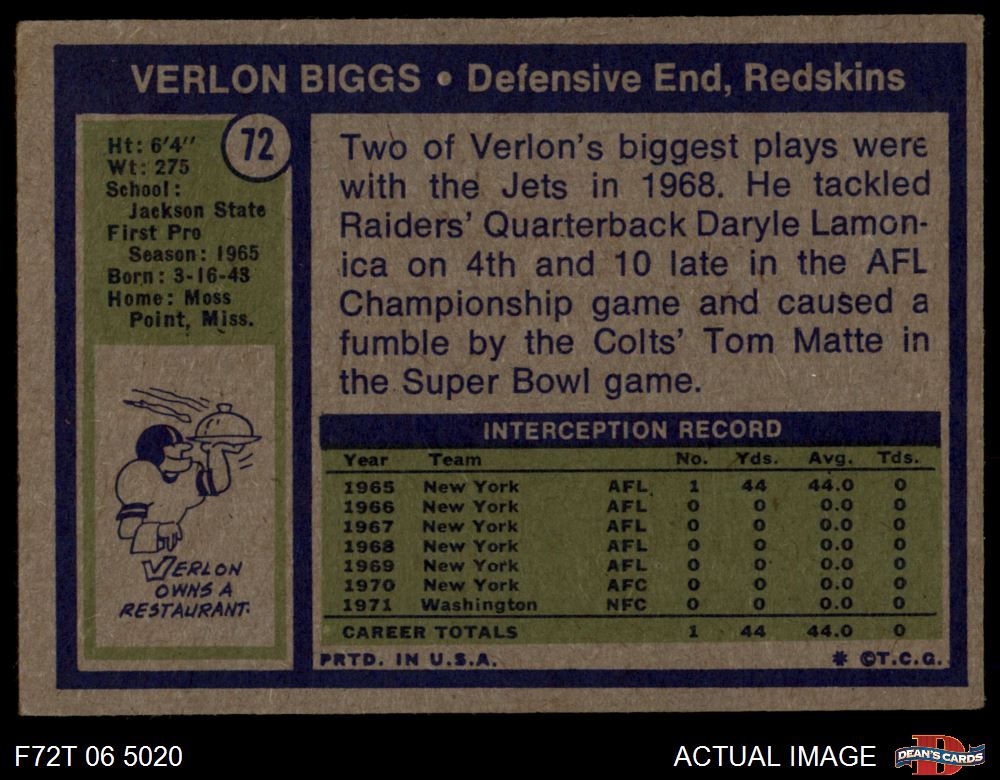 VERLON BIGGS • Defensive End, Redskins
72
Ht: 6'4"
Wt: 275
School:
Jackson State
First Pro
Season: 1965
Born: 3-16-43
Home: Moss
Point, Miss.
VERLON
OWNS A
RESTAURANT.
Two of Verlon's biggest plays were
with the Jets in 1968. He tackled
Raiders' Quarterback Daryle Lamon-
ica on 4th and 10 late in the AFL
Championship game and caused a
fumble by the Colts' Tom Matte in
the Super Bowl game.
INTERCEPTION RECORD
Year Team No. Yds. Avg. Tds.
1965 New York AFL 1 44 44.0 0
1966 New York AFL 0 0 0.0 0
1967 New York AFL 0 0 0.0 0
1968 New York AFL 0 0 0.0 0
1969 New York AFL 0 0 0.0 0
1970 New York AFC 0 0 0.0 0
1971 Washington NFC 0 0 0.0 0
CAREER TOTALS 1 44 44.0 0
PRTD. IN U.S.A. * ©T.C.G.
F72T 06 5020 ACTUAL IMAGE DEAN'S CARDS